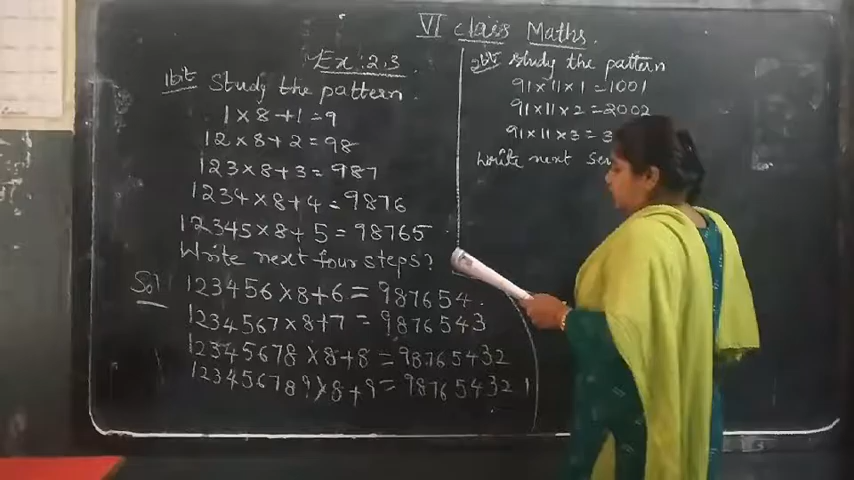 VI class Maths.
Ex: 2.3
1bit Study the pattern.
1 x 8 + 1 = 9
12 x 8 + 2 = 98
123 x 8 + 3 = 987
1234 x 8 + 4 = 9876
12345 x 8 + 5 = 98765
Write next four steps?
Sol
123456 x 8 + 6 = 987654.
1234567 x 8 + 7 = 9876543
12345678 x 8 + 8 = 98765432
123456789 x 8 + 9 = 987654321
2bit study the pattern
91 x 11 x 1 = 1001
91 x 11 x 2 = 2002
91 x 11 x 3 = 3
Write next